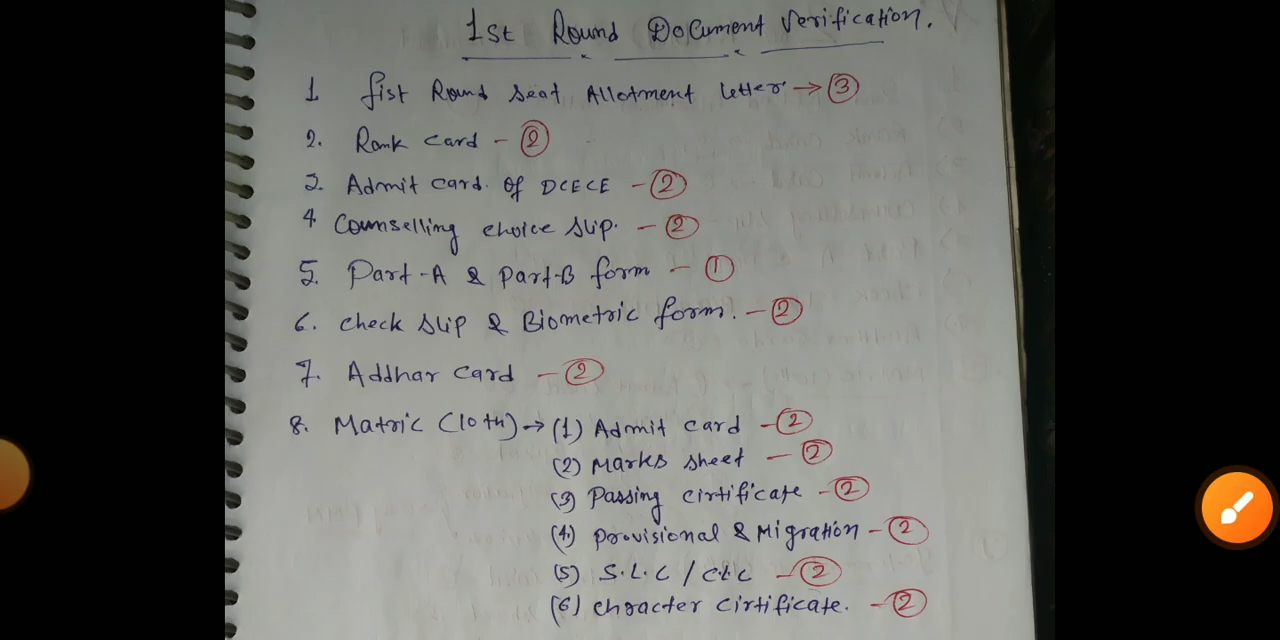 1st Round Document Verification.
1 fist Round Seat Allotment letter → 3
2. Rank card - 2
3. Admit card. of DCECE - 2
4 Counselling choice slip. - 2
5. Part-A & Part-B form - 1
6. check slip & Biometric form. - 2
7. Addhar card - 2
8. Matric (10th) → (1) Admit card - 2
(2) Marks sheet - 2
(3) Passing cirtificate - 2
(4.) Provisional & Migration - 2
(5) S.L.C / C.L.C - 2
(6) choracter cirtificate. - 2